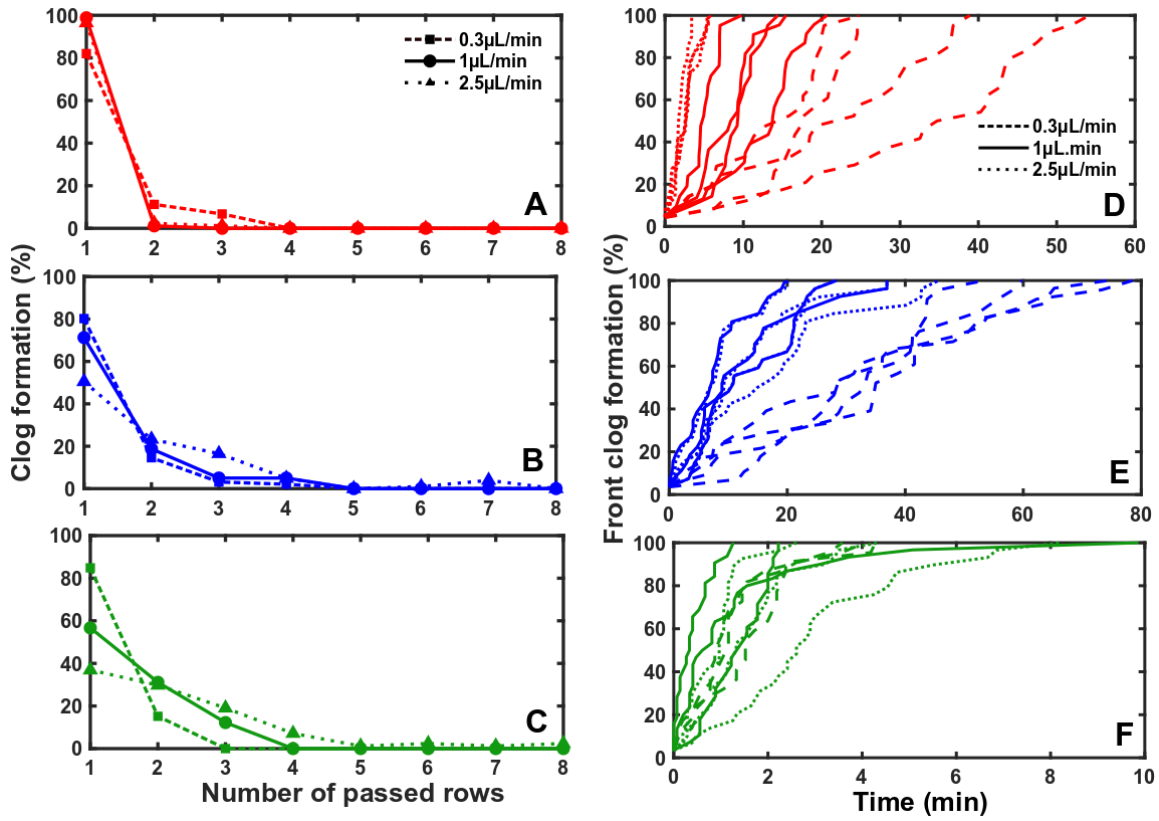 100
80
60
40
20
0
1 2 3 4 5 6 7 8
0.3µL/min
1µL/min
2.5µL/min
A
100
80
60
40
20
0
0 10 20 30 40 50 60
0.3µL/min
1µL.min
2.5µL/min
D
Clog formation (%)
100
80
60
40
20
0
1 2 3 4 5 6 7 8
B
Front clog formation (%)
100
80
60
40
20
0
0 20 40 60 80
E
100
80
60
40
20
0
1 2 3 4 5 6 7 8
C
Number of passed rows
100
80
60
40
20
0
0 2 4 6 8 10
F
Time (min)